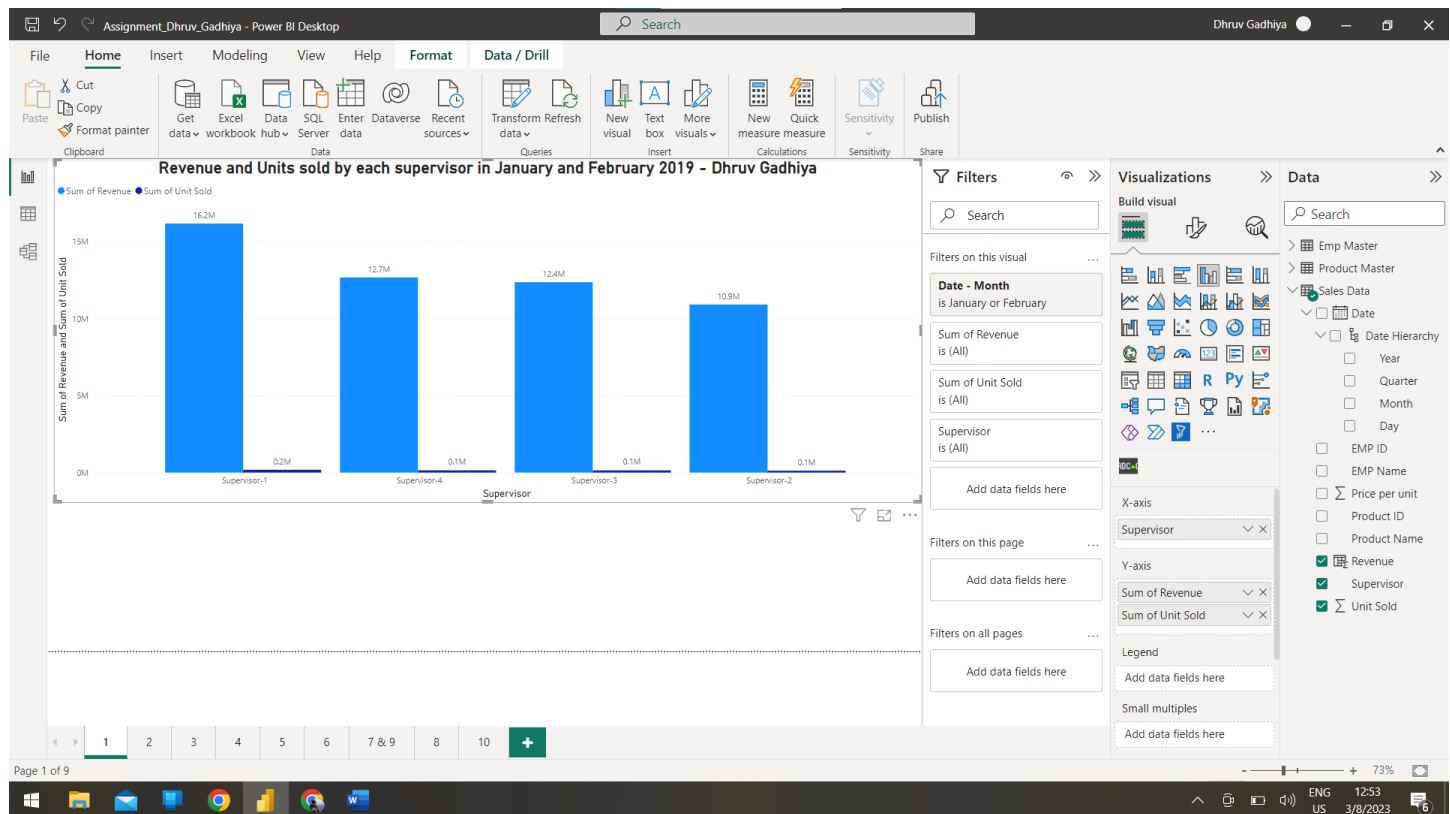 Assignment_Dhruv_Gadhiya - Power BI Desktop
Search
Dhruv Gadhiya
File Home Insert Modeling View Help Format Data / Drill
Paste
Cut
Copy
Format painter
Clipboard
Get data
Excel workbook
Data hub
SQL Server
Enter data
Dataverse
Recent sources
Data
Transform data
Refresh
Queries
New visual
Text box
More visuals
Insert
New measure
Quick measure
Calculations
Sensitivity
Sensitivity
Publish
Share
Revenue and Units sold by each supervisor in January and February 2019 - Dhruv Gadhiya
Sum of Revenue Sum of Unit Sold
Sum of Revenue and Sum of Unit Sold
15M
10M
5M
0M
16.2M
0.2M
12.7M
0.1M
12.4M
0.1M
10.9M
0.1M
Supervisor-1 Supervisor-4 Supervisor-3 Supervisor-2
Supervisor
Filters
Search
Filters on this visual ...
Date - Month
is January or February
Sum of Revenue
is (All)
Sum of Unit Sold
is (All)
Supervisor
is (All)
Add data fields here
Filters on this page ...
Add data fields here
Filters on all pages ...
Add data fields here
Visualizations
Build visual
123
R Py
...
X-axis
Supervisor
Y-axis
Sum of Revenue
Sum of Unit Sold
Legend
Add data fields here
Small multiples
Add data fields here
Data
Search
Emp Master
Product Master
Sales Data
Date
Date Hierarchy
Year
Quarter
Month
Day
EMP ID
EMP Name
Price per unit
Product ID
Product Name
Revenue
Supervisor
Unit Sold
1 2 3 4 5 6 7 & 9 8 10
Page 1 of 9
- + 73%
ENG
US
12:53
3/8/2023
6